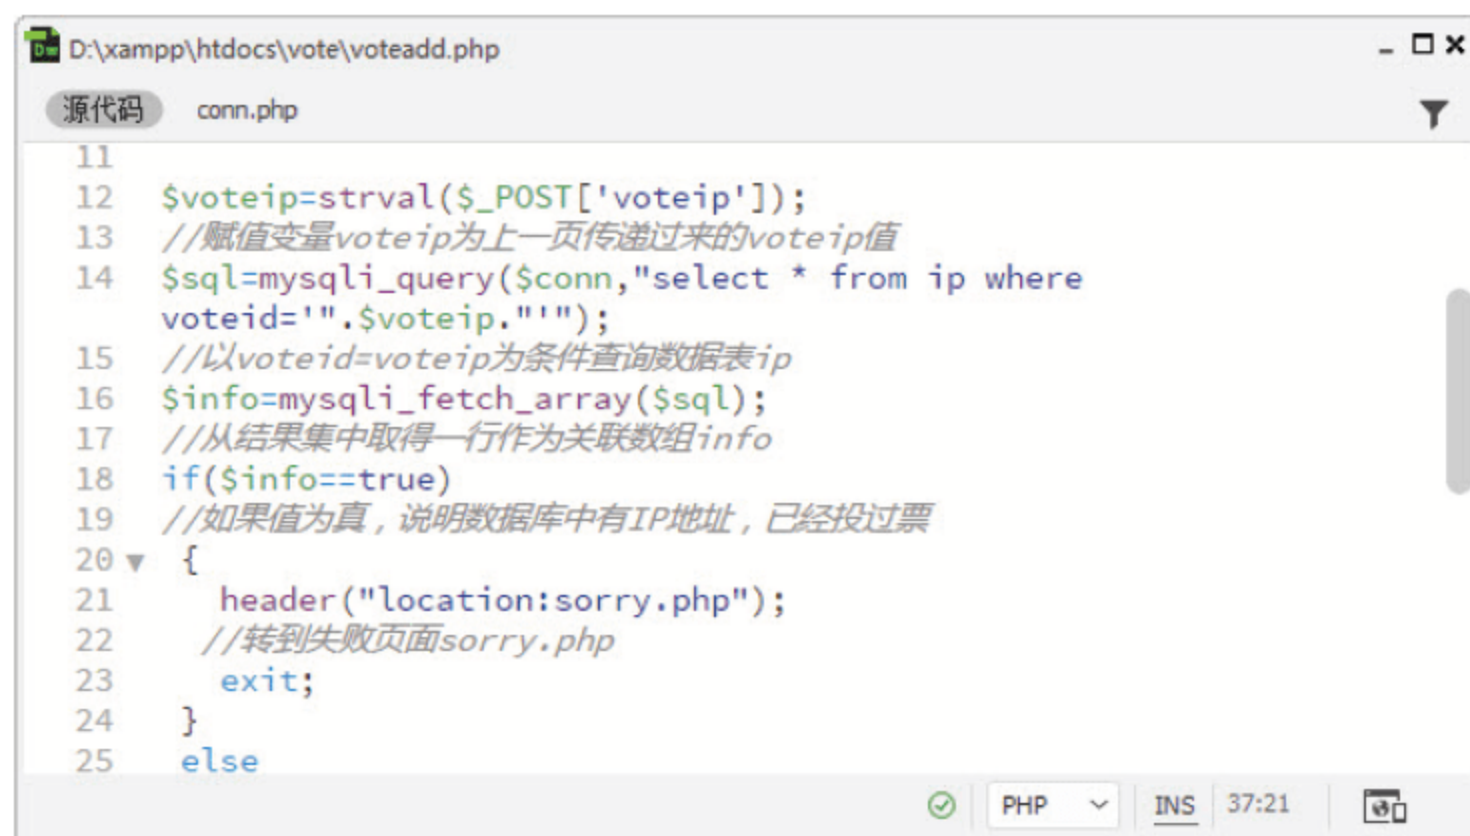 D:\xampp\htdocs\vote\voteadd.php
源代码 conn.php
11
12 $voteip=strval($_POST['voteip']);
13 //赋值变量voteip为上一页传递过来的voteip值
14 $sql=mysqli_query($conn,"select * from ip where
voteid='".$voteip."'");
15 //以voteid=voteip为条件查询数据表ip
16 $info=mysqli_fetch_array($sql);
17 //从结果集中取得一行作为关联数组info
18 if($info==true)
19 //如果值为真，说明数据库中有IP地址，已经投过票
20 {
21 header("location:sorry.php");
22 //转到失败页面sorry.php
23 exit;
24 }
25 else
PHP INS 37:21